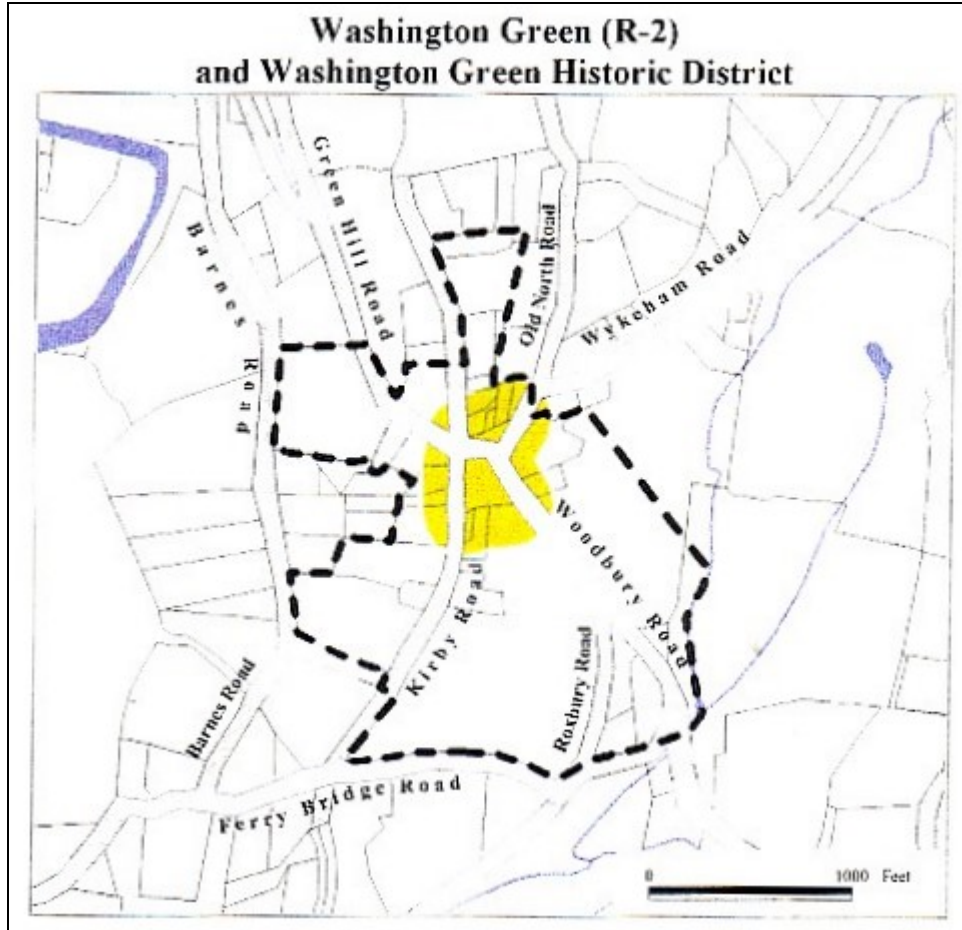 Washington Green (R-2)
and Washington Green Historic District
Green Hill Road
Barnes Road
Old North Road
Wykeham Road
Woodbury Road
Kirby Road
Roxbury Road
Barnes Road
Ferry Bridge Road
0 1000 Feet